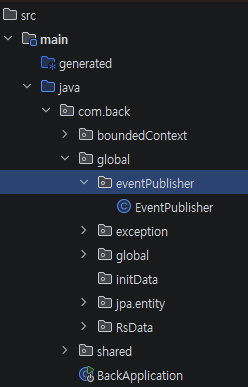 src
main
generated
java
com.back
boundedContext
global
eventPublisher
EventPublisher
exception
global
initData
jpa.entity
RsData
shared
BackApplication